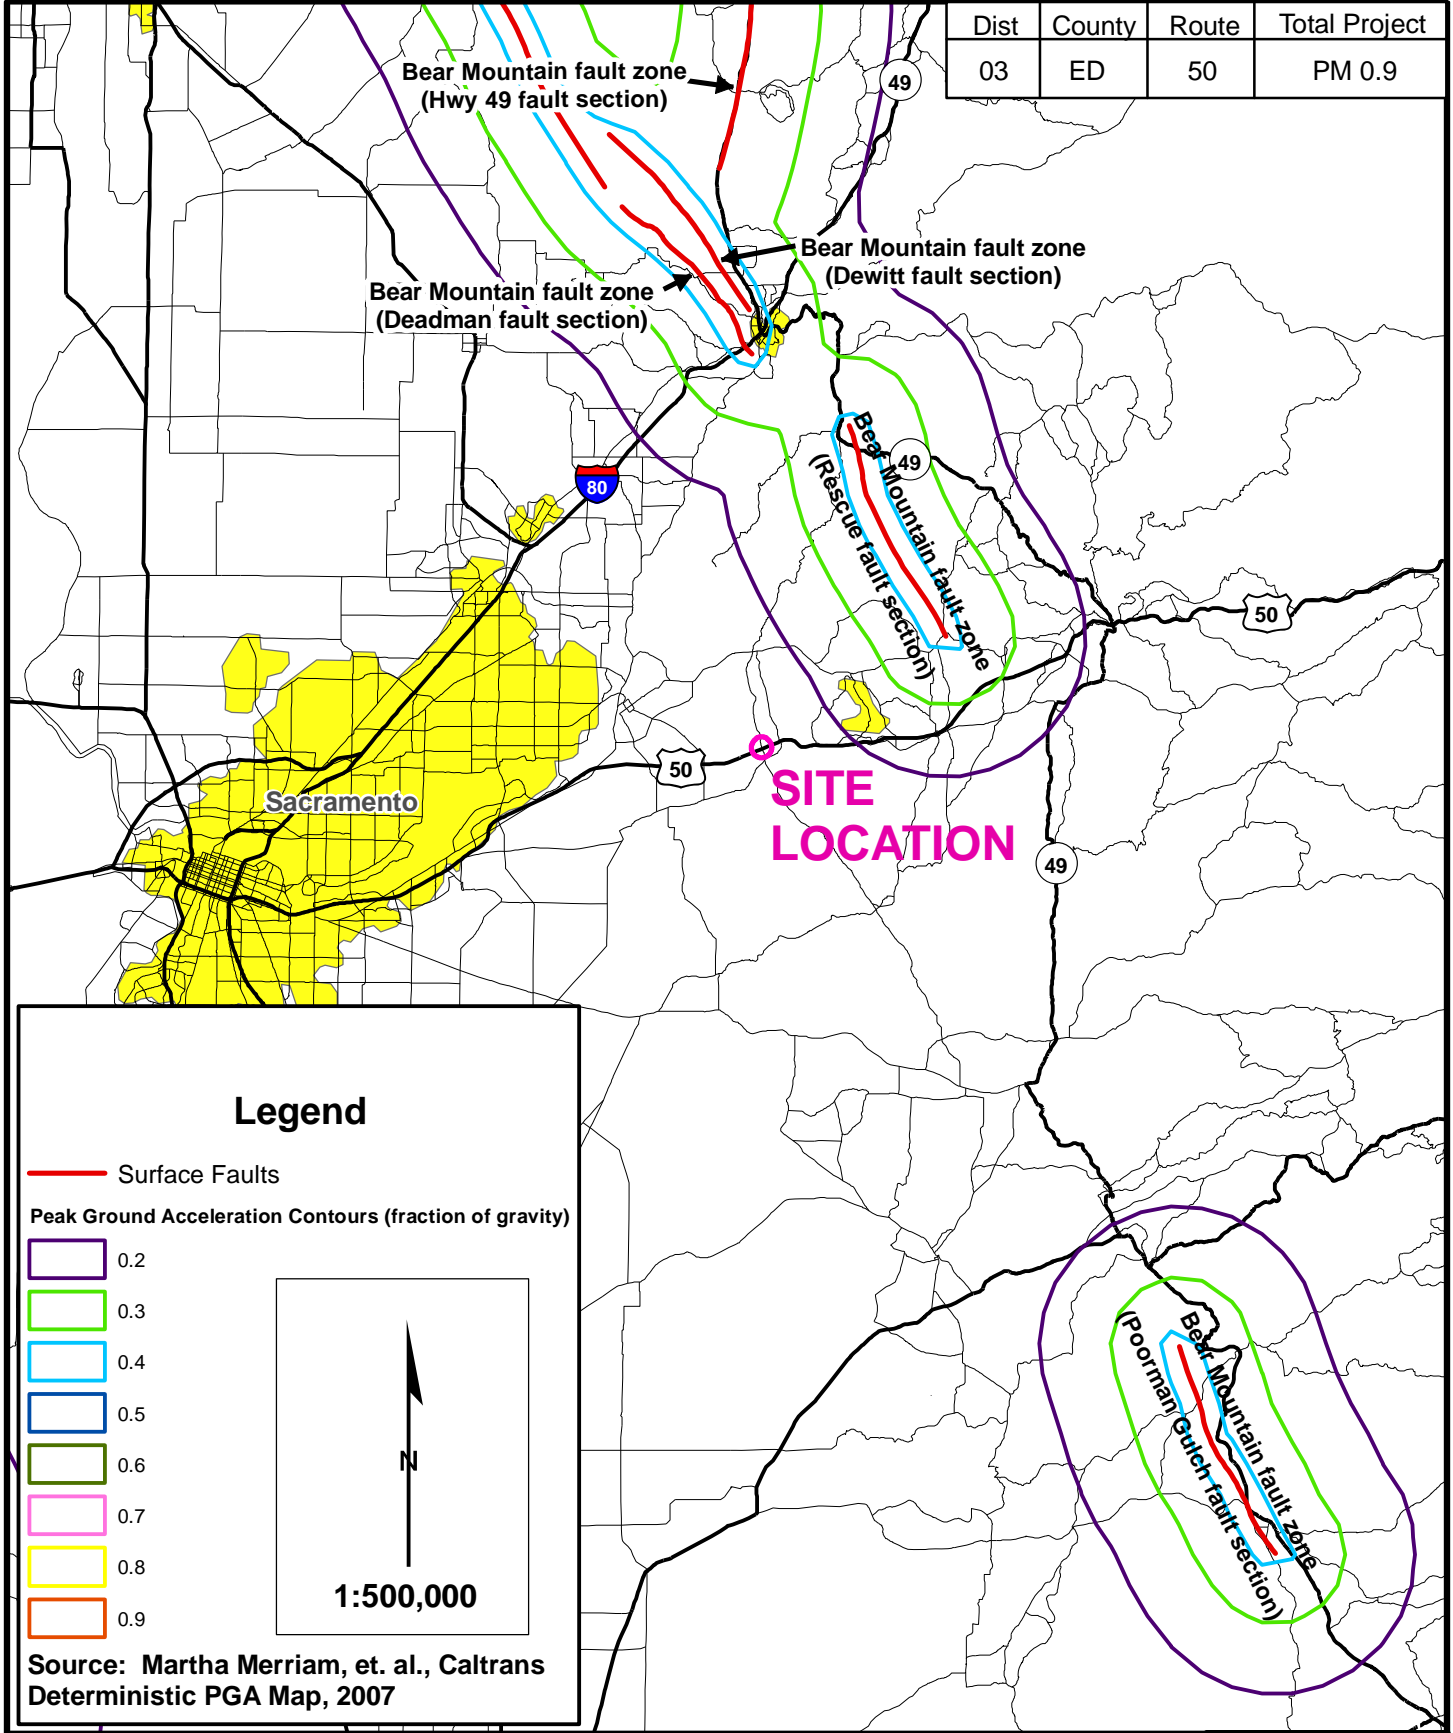 Dist County Route Total Project
03 ED 50 PM 0.9
Bear Mountain fault zone
(Hwy 49 fault section)
49
Bear Mountain fault zone
(Dewitt fault section)
Bear Mountain fault zone
(Deadman fault section)
80
49
Bear Mountain fault zone
(Rescue fault section)
50
50
SITE
LOCATION
Sacramento
49
Legend
Surface Faults
Peak Ground Acceleration Contours (fraction of gravity)
0.2
0.3
0.4
0.5
0.6
0.7
0.8
0.9
N
1:500,000
Source: Martha Merriam, et. al., Caltrans
Deterministic PGA Map, 2007
Bear Mountain fault zone
(Poorman Gulch fault section)